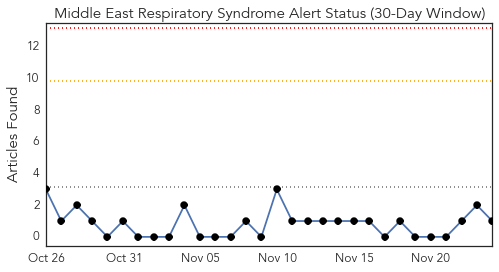 Middle East Respiratory Syndrome Alert Status (30-Day Window)
Articles Found
12
10
8
6
4
2
0
Oct 26 Oct 31 Nov 05 Nov 10 Nov 15 Nov 20